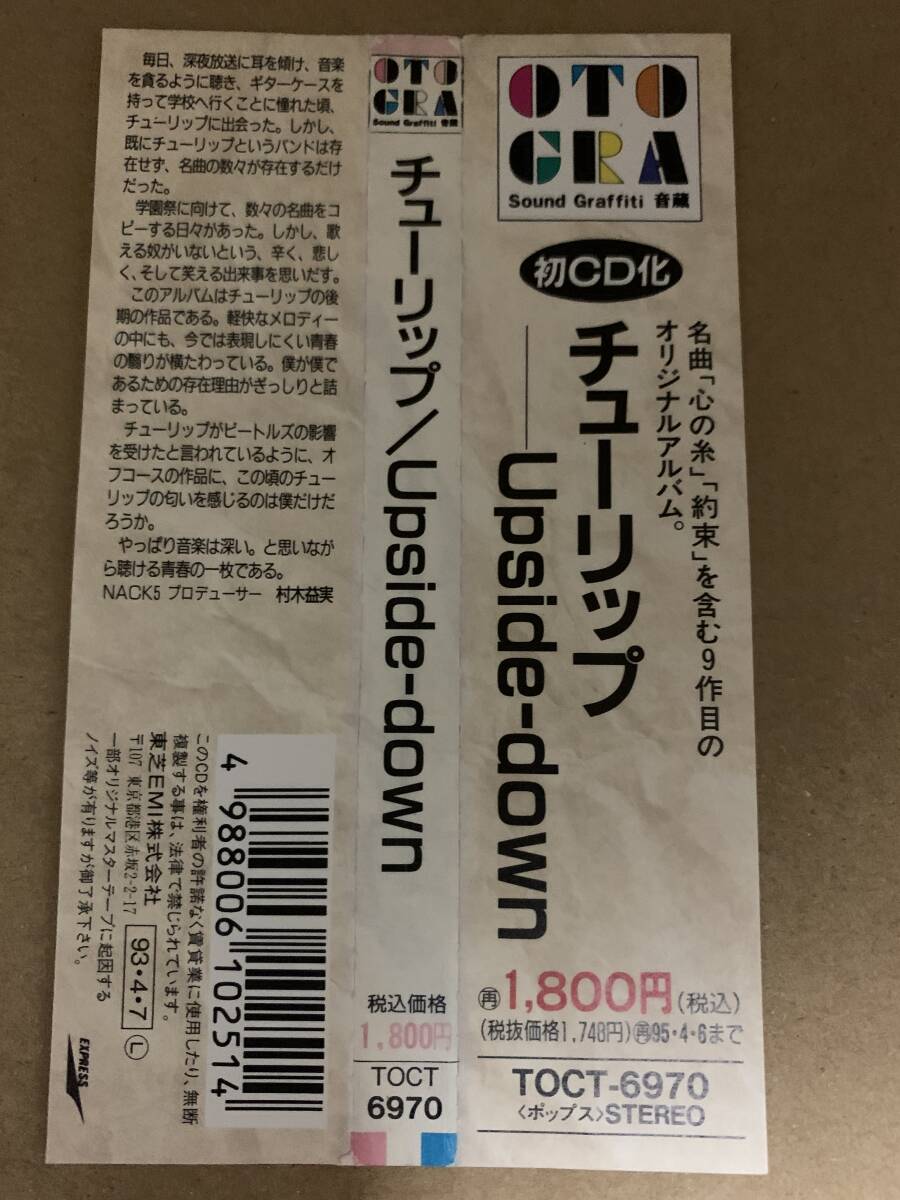 毎日、深夜放送に耳を傾け、音楽
を貪るように聴き、ギターケースを
持って学校へ行くことに憧れた頃、
チューリップに出会った。しかし、
既にチューリップというバンドは存
在せず、名曲の数々が存在するだけ
だった。
学園祭に向けて、数々の名曲をコ
ピーする日々があった。しかし、歌
える奴がいないという、辛く、悲し
く、そして笑える出来事を思いだす。
このアルバムはチューリップの後
期の作品である。軽快なメロディー
の中にも、今では表現しにくい青春
の翳りが横たわっている。僕が僕で
あるための存在理由がぎっしりと詰
まっている。
チューリップがビートルズの影響
を受けたと言われているように、オ
フコースの作品に、この頃のチュー
リップの匂いを感じるのは僕だけだ
ろうか。
やっぱり音楽は深い。と思いなが
ら聴ける青春の一枚である。
NACK5 プロデューサー 村木益実
このCDを権利者の許諾なく賃貸業に使用したり、無断
複製する事は、法律で禁じられています。
東芝EMI株式会社
〒107 東京都港区赤坂2-2-17
93・4・7 L
一部オリジナルマスターテープに起因する
ノイズ等が有りますが御了承下さい。
EXPRESS
4 988006 102514
OTO
GRA
Sound Graffiti 音蔵
チューリップ/Upside-down
税込価格
1,800円
TOCT
6970
OTO
GRA
Sound Graffiti 音蔵
初CD化
名曲「心の糸」「約束」を含む9作目の
オリジナルアルバム。
チューリップ
Upside-down
再1,800円(税込)
(税抜価格1,748円)再95・4・6まで
TOCT-6970
〈ポップス〉STEREO